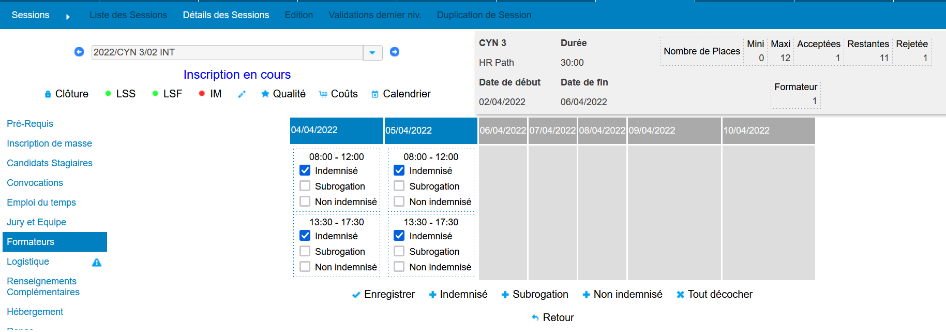 Sessions Liste des Sessions Détails des Sessions Edition Validations dernier niv. Duplication de Session
2022/CYN 3/02 INT
Inscription en cours
Clôture LSS LSF IM Qualité Coûts Calendrier
CYN 3 Durée
HR Path 30:00
Date de début Date de fin
02/04/2022 06/04/2022
Nombre de Places Mini Maxi Acceptées Restantes Rejetée
0 12 1 11 1
Formateur
1
Pré-Requis
Inscription de masse
Candidats Stagiaires
Convocations
Emploi du temps
Jury et Equipe
Formateurs
Logistique
Renseignements
Complémentaires
Hébergement
04/04/2022 05/04/2022 06/04/2022 07/04/2022 08/04/2022 09/04/2022 10/04/2022
08:00 - 12:00 08:00 - 12:00
Indemnisé Indemnisé
Subrogation Subrogation
Non indemnisé Non indemnisé
13:30 - 17:30 13:30 - 17:30
Indemnisé Indemnisé
Subrogation Subrogation
Non indemnisé Non indemnisé
Enregistrer Indemnisé Subrogation Non indemnisé Tout décocher
Retour